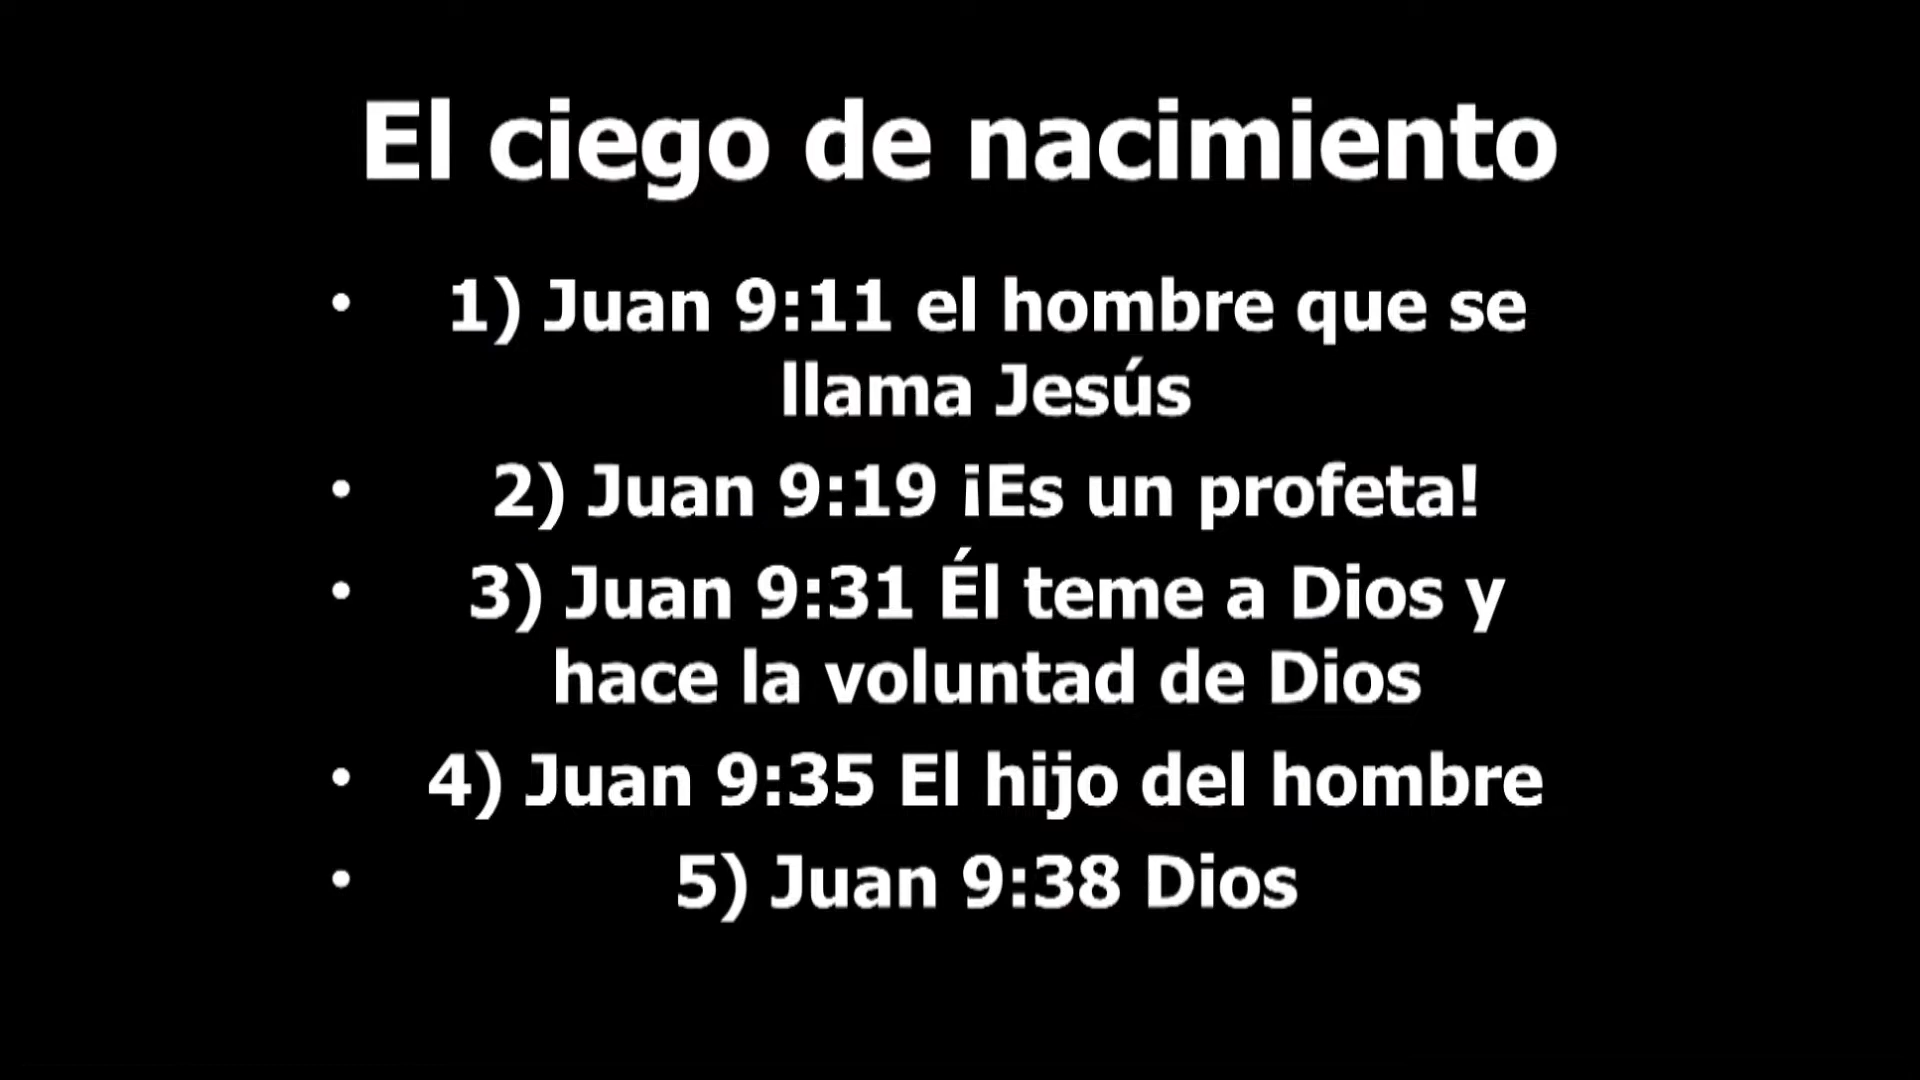 El ciego de nacimiento
• 1) Juan 9:11 el hombre que se
llama Jesús
• 2) Juan 9:19 ¡Es un profeta!
• 3) Juan 9:31 Él teme a Dios y
hace la voluntad de Dios
• 4) Juan 9:35 El hijo del hombre
• 5) Juan 9:38 Dios